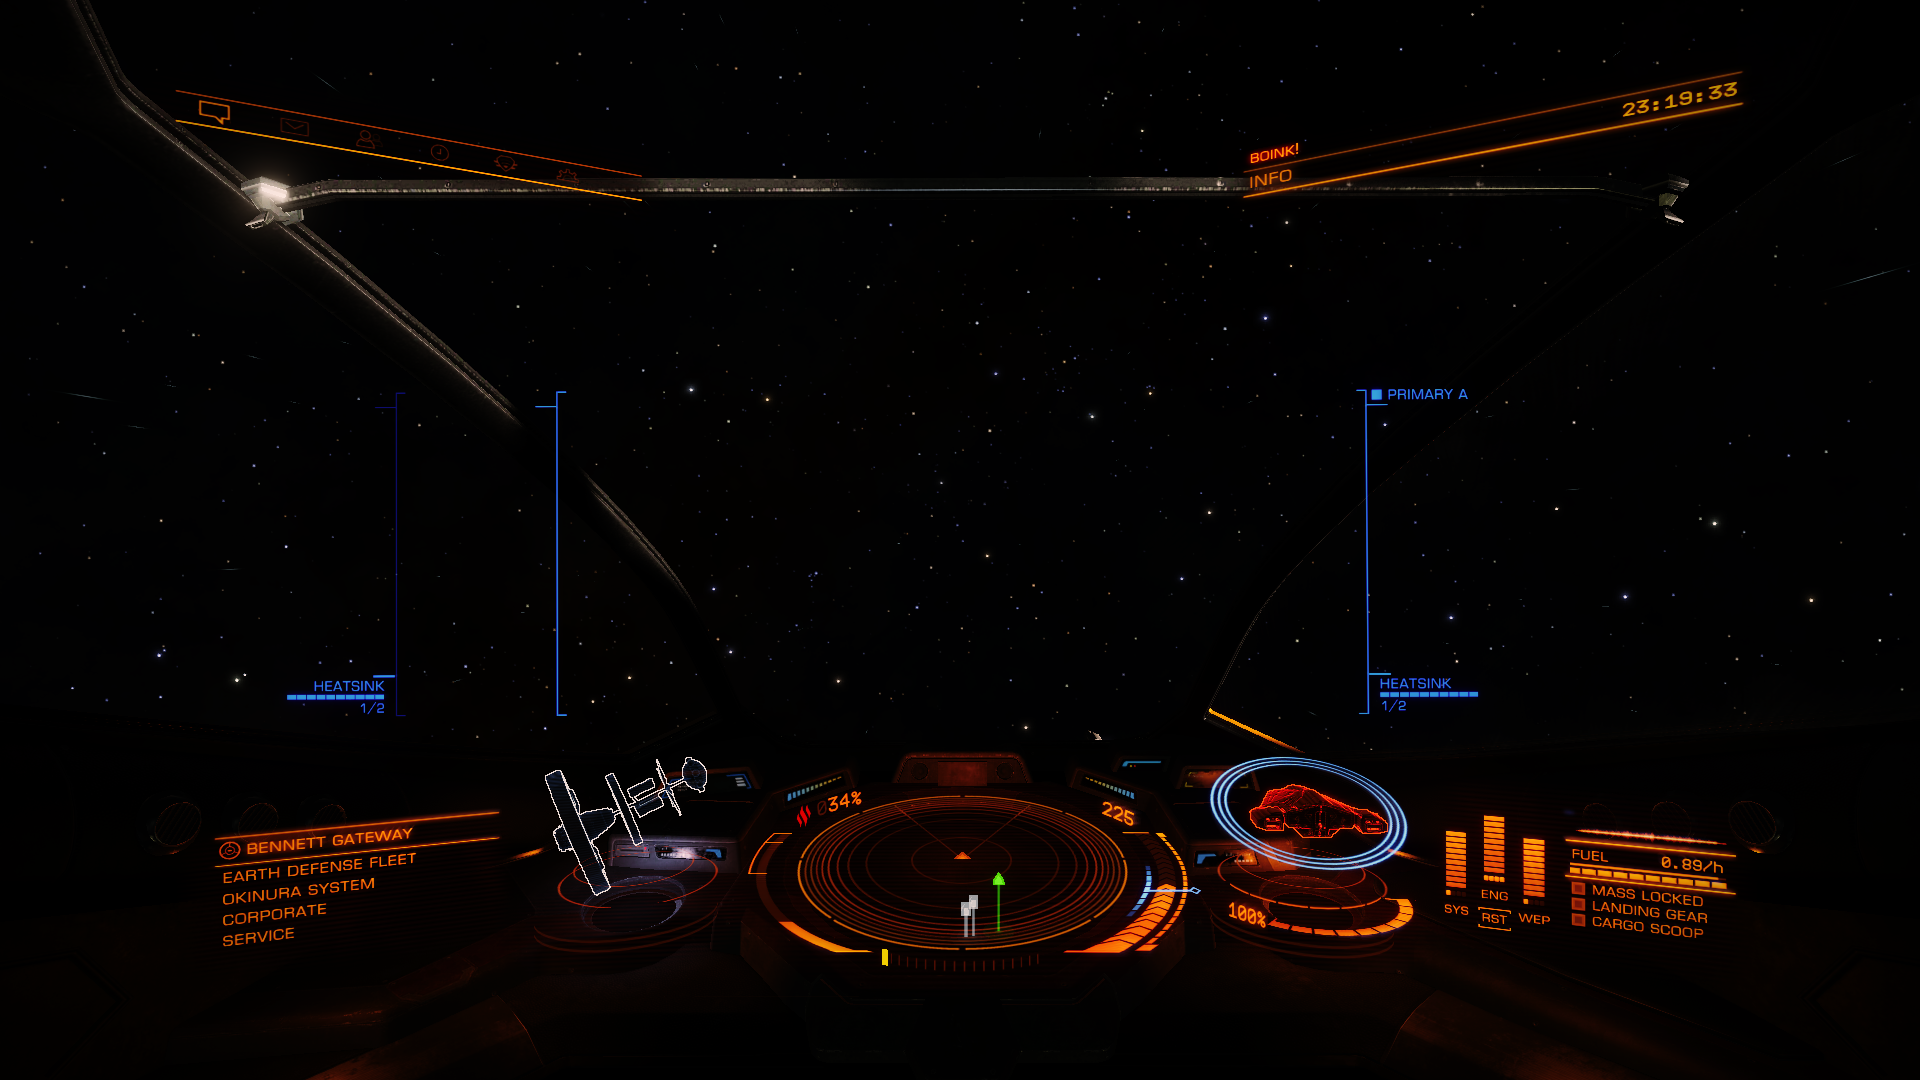 23:19:33
BOINK!
INFO
PRIMARY A
HEATSINK
1/2
HEATSINK
1/2
BENNETT GATEWAY
EARTH DEFENSE FLEET
OKINURA SYSTEM
CORPORATE
SERVICE
034%
225
100%
SYS
ENG
RST
WEP
FUEL
0.89/h
MASS LOCKED
LANDING GEAR
CARGO SCOOP